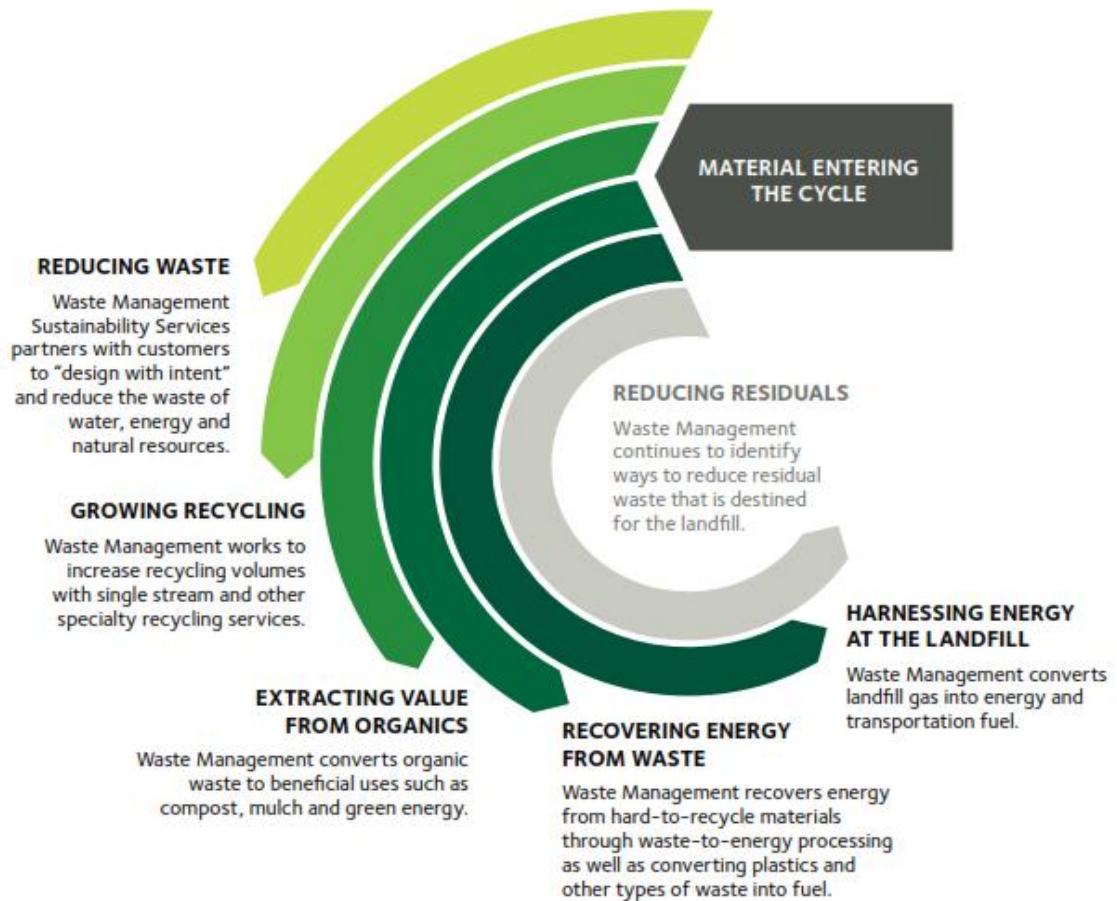 MATERIAL ENTERING
THE CYCLE
REDUCING WASTE
Waste Management
Sustainability Services
partners with customers
to “design with intent”
and reduce the waste of
water, energy and
natural resources.
GROWING RECYCLING
Waste Management works to
increase recycling volumes
with single stream and other
specialty recycling services.
EXTRACTING VALUE
FROM ORGANICS
Waste Management converts organic
waste to beneficial uses such as
compost, mulch and green energy.
RECOVERING ENERGY
FROM WASTE
Waste Management recovers energy
from hard-to-recycle materials
through waste-to-energy processing
as well as converting plastics and
other types of waste into fuel.
HARNESSING ENERGY
AT THE LANDFILL
Waste Management converts
landfill gas into energy and
transportation fuel.
REDUCING RESIDUALS
Waste Management
continues to identify
ways to reduce residual
waste that is destined
for the landfill.